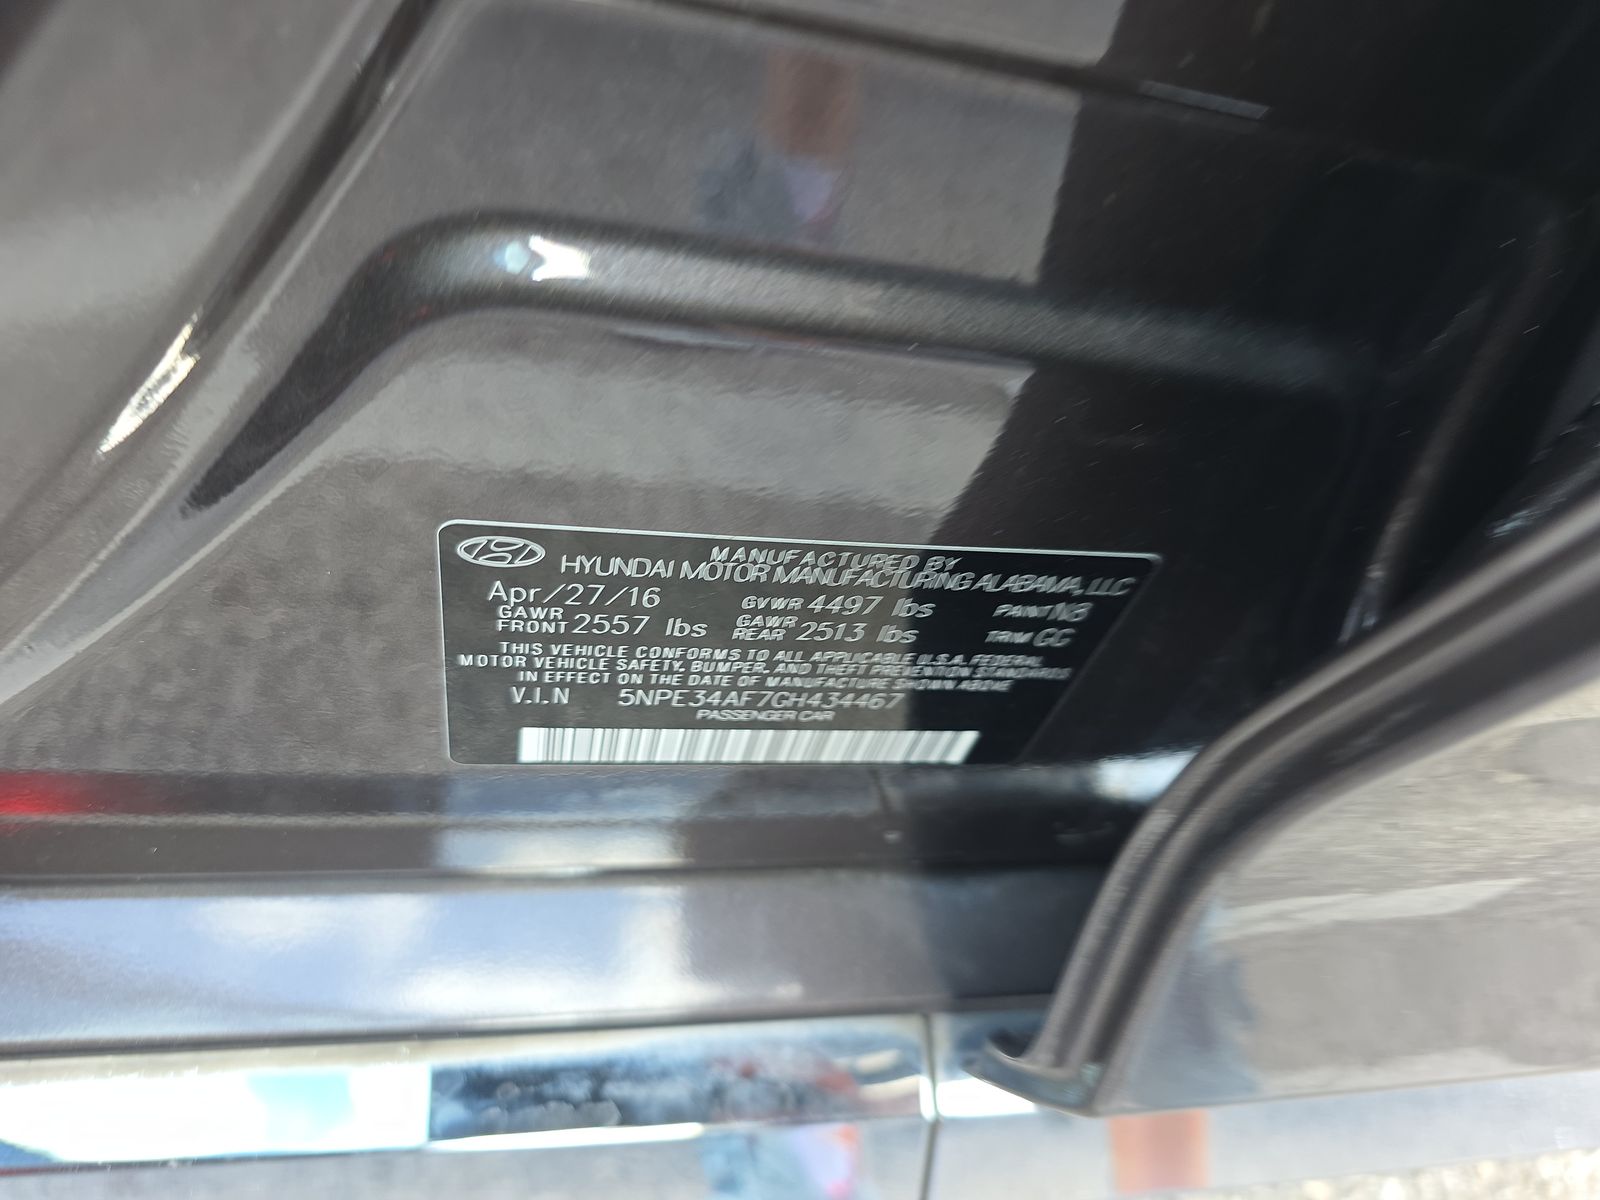 MANUFACTURED BY
HYUNDAI MOTOR MANUFACTURING ALABAMA, LLC
Apr/27/16 GVWR 4497 lbs PAINT NB
GAWR FRONT 2557 lbs GAWR REAR 2513 lbs TRIM CC
THIS VEHICLE CONFORMS TO ALL APPLICABLE U.S.A. FEDERAL
MOTOR VEHICLE SAFETY, BUMPER, AND THEFT PREVENTION STANDARDS
IN EFFECT ON THE DATE OF MANUFACTURE SHOWN ABOVE
V.I.N 5NPE34AF7GH434467
PASSENGER CAR